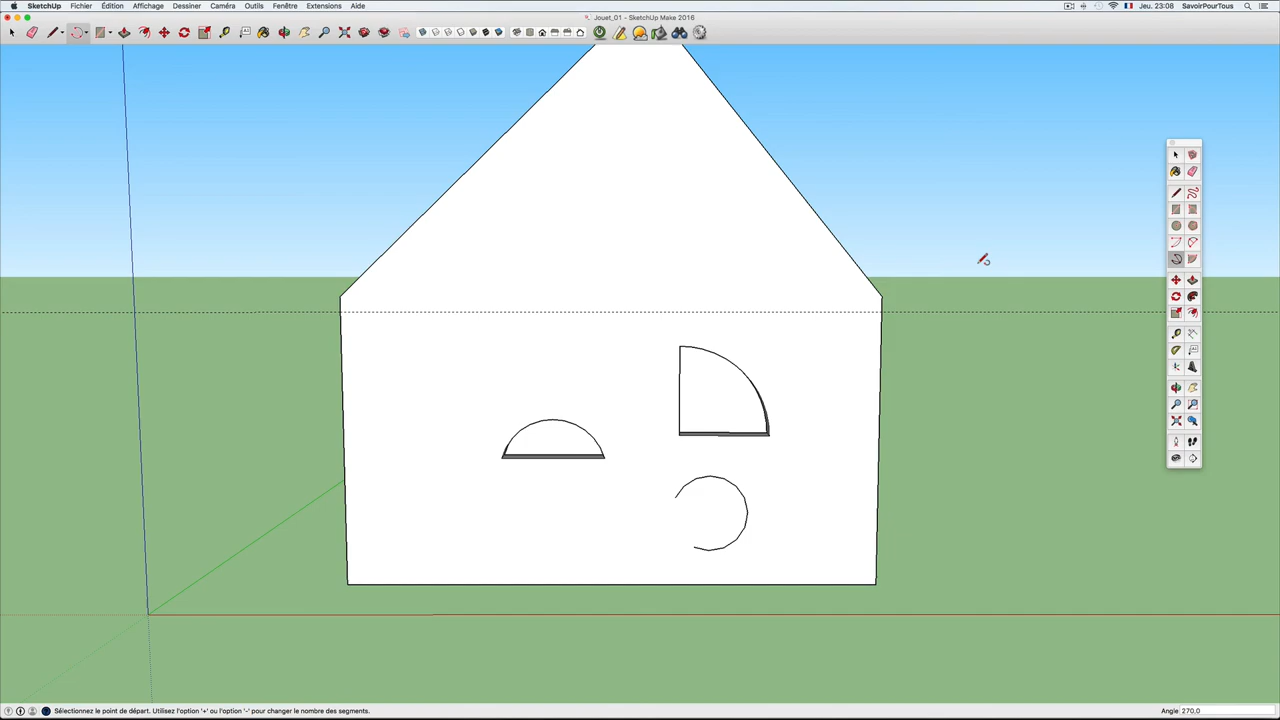 SketchUp Fichier Édition Affichage Dessiner Caméra Outils Fenêtre Extensions Aide Jeu. 23:08 SavoirPourTous
Jouet_01 - SketchUp Make 2016
Sélectionnez le point de départ. Utilisez l'option '+' ou l'option '-' pour changer le nombre de segments. Angle 270,0